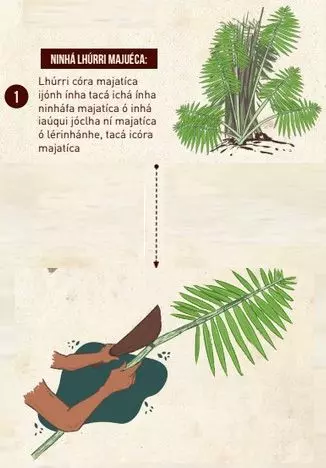 NINHÁ LHÚRRI MAJUÉCA:
1
Lhúrri córa majatíca
ijónh ínha tacá ichá ínha
ninháfa majatíca ó inhá
iaúqui jóclha ní majatíca
ó lérinhánhe, tacá icóra
majatíca